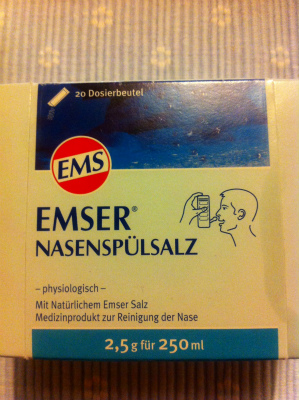 20 Dosierbeutel
EMS
EMSER®
NASENSPÜLSALZ
– physiologisch –
Mit Natürlichem Emser Salz
Medizinprodukt zur Reinigung der Nase
2,5 g für 250 ml